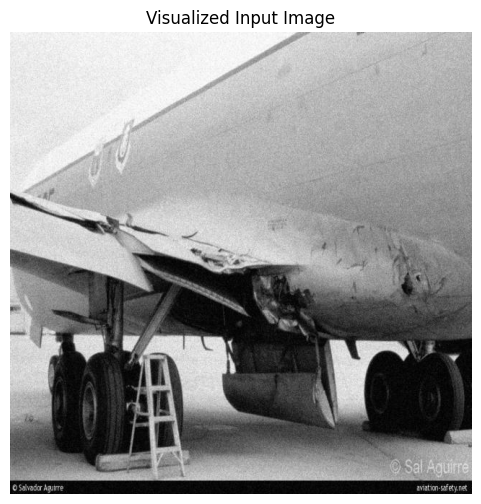 Visualized Input Image
© Sal Aguirre
© Salvador Aguirre
aviation-safety.net